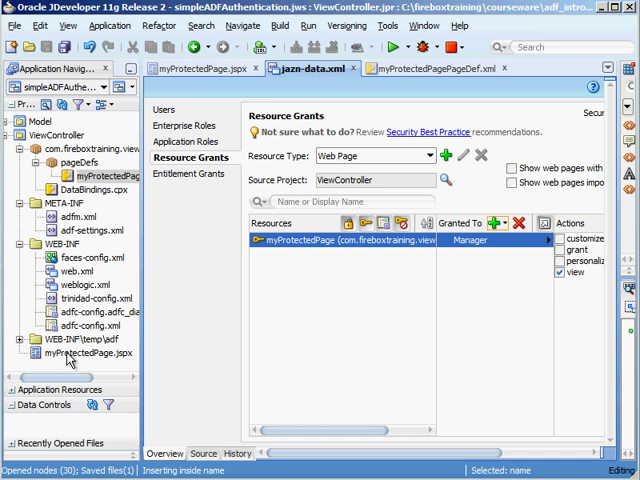 Oracle JDeveloper 11g Release 2 - simpleADFAuthentication.jws : ViewController.jpr : C:\fireboxtraining\courseware\adf_intro...
File Edit View Application Refactor Search Navigate Build Run Versioning Tools Window Help
Search
Application Navig...
simpleADFAuthe...
Pr...
Model
ViewController
com.fireboxtraining.view
pageDefs
myProtectedPag
DataBindings.cpx
META-INF
adfm.xml
adf-settings.xml
WEB-INF
faces-config.xml
web.xml
weblogic.xml
trinidad-config.xml
adfc-config.adfc_dia
adfc-config.xml
WEB-INF\temp\adf
myProtectedPage.jspx
Application Resources
Data Controls
Recently Opened Files
myProtectedPage.jspx
jazn-data.xml
myProtectedPagePageDef.xml
Users
Enterprise Roles
Application Roles
Resource Grants
Entitlement Grants
Resource Grants
Secur
Not sure what to do? Review Security Best Practice recommendations.
Resource Type: Web Page
Show web pages with
Source Project: ViewController
Show web pages impo
Name or Display Name
Resources
Granted To
Actions
myProtectedPage (com.fireboxtraining.view
Manager
customize
grant
personaliz
view
Overview Source History
Opened nodes (30); Saved files(1)
Inserting inside name
Selected: name
Editing